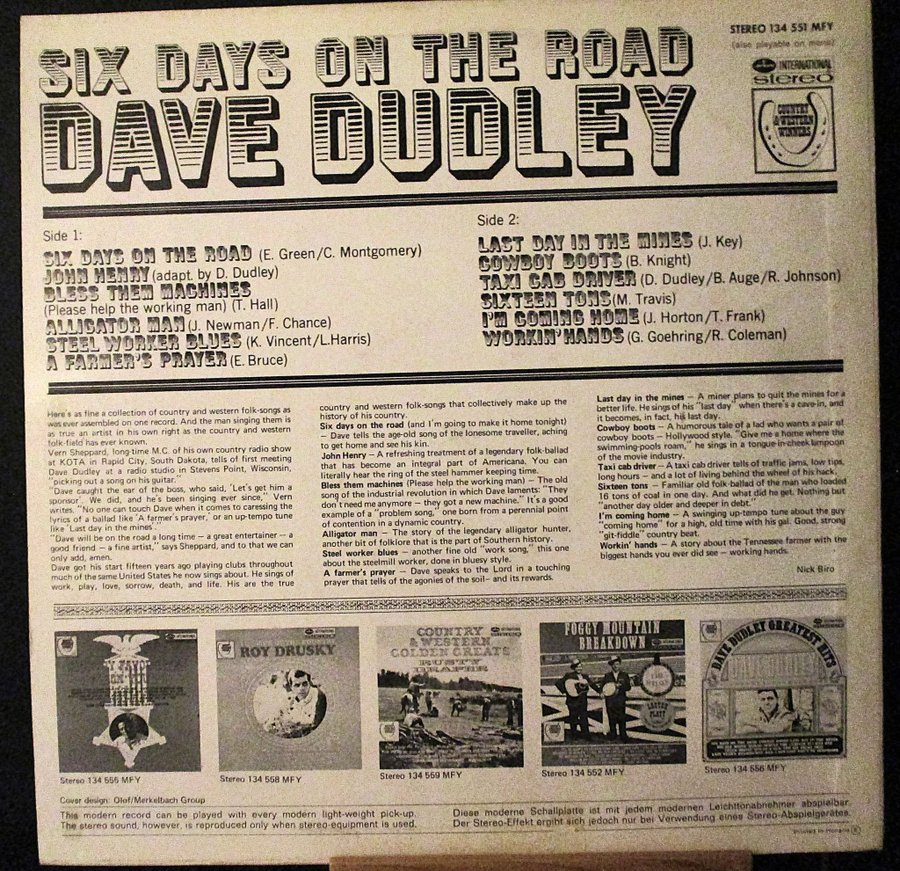 SIX DAYS ON THE ROAD
DAVE DUDLEY
STEREO 134 551 MFY
(also playable on mono)
INTERNATIONAL
stereo
COUNTRY
& WESTERN
WINNERS
Side 1:
SIX DAYS ON THE ROAD (E. Green/C. Montgomery)
JOHN HENRY (adapt. by D. Dudley)
BLESS THEM MACHINES
(Please help the working man) (T. Hall)
ALLIGATOR MAN (J. Newman/F. Chance)
STEEL WORKER BLUES (K. Vincent/L.Harris)
A FARMER'S PRAYER (E. Bruce)
Side 2:
LAST DAY IN THE MINES (J. Key)
COWBOY BOOTS (B. Knight)
TAXI CAB DRIVER (D. Dudley/B. Auge/R. Johnson)
SIXTEEN TONS (M. Travis)
I'M COMING HOME (J. Horton/T. Frank)
WORKIN' HANDS (G. Goehring/R. Coleman)
Here's as fine a collection of country and western folk-songs as
was ever assembled on one record. And the man singing them is
as true an artist in his own right as the country and western
folk-field has ever known.
Vern Sheppard, long-time M.C. of his own country radio show
at KOTA in Rapid City, South Dakota, tells of first meeting
Dave Dudley at a radio studio in Stevens Point, Wisconsin,
"picking out a song on his guitar."
"Dave caught the ear of the boss, who said, 'Let's get him a
sponsor'. We did, and he's been singing ever since," Vern
writes. "No one can touch Dave when it comes to caressing the
lyrics of a ballad like 'A farmer's prayer', or an up-tempo tune
like 'Last day in the mines'."
"Dave will be on the road a long time – a great entertainer – a
good friend – a fine artist," says Sheppard, and to that we can
only add, amen.
Dave got his start fifteen years ago playing clubs throughout
much of the same United States he now sings about. He sings of
work, play, love, sorrow, death, and life. His are the true
country and western folk-songs that collectively make up the
history of his country.
Six days on the road (and I'm going to make it home tonight)
– Dave tells the age-old song of the lonesome traveller, aching
to get home and see his kin.
John Henry – A refreshing treatment of a legendary folk-ballad
that has become an integral part of Americana. You can
literally hear the ring of the steel hammer keeping time.
Bless them machines (Please help the working man) – The old
song of the industrial revolution in which Dave laments: "They
don't need me anymore – they got a new machine." It's a good
example of a "problem song," one born from a perennial point
of contention in a dynamic country.
Alligator man – The story of the legendary alligator hunter,
another bit of folklore that is the part of Southern history.
Steel worker blues – another fine old "work song," this one
about the steelmill worker, done in bluesy style.
A farmer's prayer – Dave speaks to the Lord in a touching
prayer that tells of the agonies of the soil – and its rewards.
Last day in the mines – A miner plans to quit the mines for a
better life. He sings of his "last day" when there's a cave-in, and
it becomes, in fact, his last day.
Cowboy boots – A humorous tale of a lad who wants a pair of
cowboy boots – Hollywood style. "Give me a home where the
swimming-pools roam," he sings in a tongue-in-cheek lampoon
of the movie industry.
Taxi cab driver – A taxi cab driver tells of traffic jams, low tips,
long hours – and a lot of living behind the wheel of his hack.
Sixteen tons – Familiar old folk-ballad of the man who loaded
16 tons of coal in one day. And what did he get. Nothing but
"another day older and deeper in debt."
I'm coming home – A swinging up-tempo tune about the guy
"coming home" for a high, old time with his gal. Good, strong
"git-fiddle" country beat.
Workin' hands – A story about the Tennessee farmer with the
biggest hands you ever did see – working hands.
Nick Biro
ROY DRUSKY
COUNTRY
& WESTERN
GOLDEN GREATS
RUSTY
DRAPER
FOGGY MOUNTAIN
BREAKDOWN
LESTER
FLATT
DAVE DUDLEY GREATEST HITS
Stereo 134 555 MFY
Stereo 134 558 MFY
Stereo 134 559 MFY
Stereo 134 552 MFY
Stereo 134 556 MFY
Cover design: Olof/Merkelbach Group
This modern record can be played with every modern light-weight pick-up.
The stereo sound, however, is reproduced only when stereo-equipment is used.
Diese moderne Schallplatte ist mit jedem modernen Leichttonabnehmer abspielbar.
Der Stereo-Effekt ergibt sich jedoch nur bei Verwendung eines Stereo-Abspielgerätes.
Printed in Holland